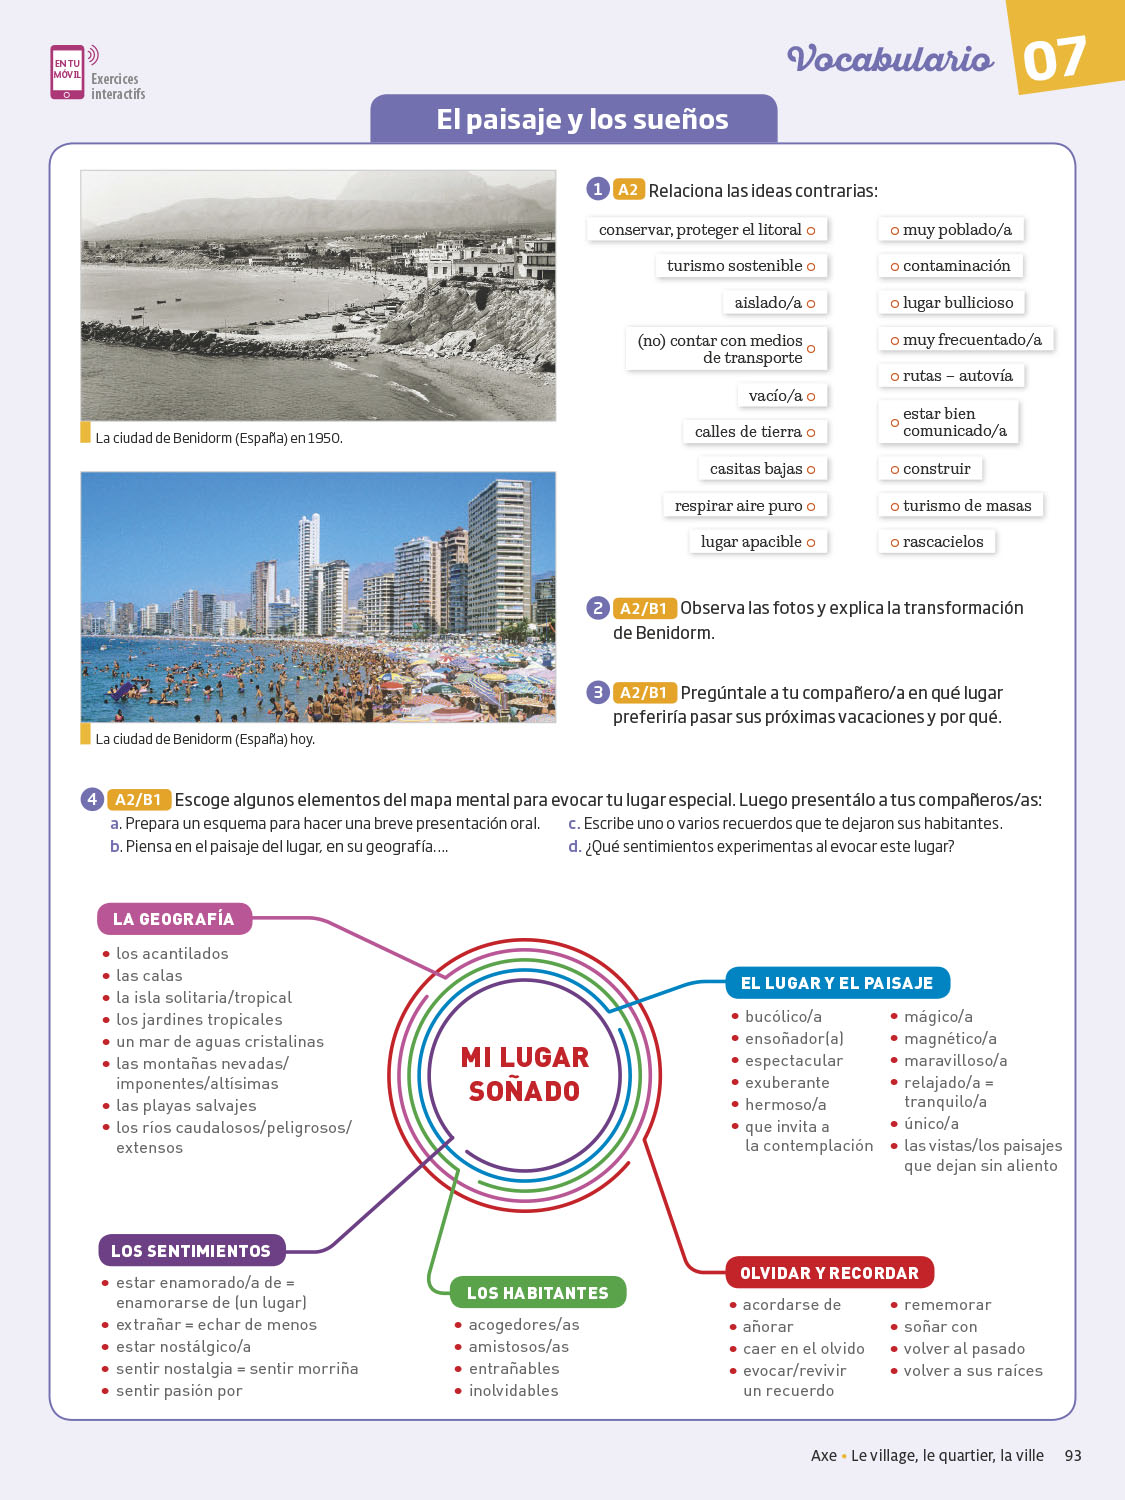 EN TU
MÓVIL
Exercices
interactifs
Vocabulario
07
El paisaje y los sueños
La ciudad de Benidorm (España) en 1950.
La ciudad de Benidorm (España) hoy.
1 A2 Relaciona las ideas contrarias:
conservar, proteger el litoral
turismo sostenible
aislado/a
(no) contar con medios
de transporte
vacío/a
calles de tierra
casitas bajas
respirar aire puro
lugar apacible
muy poblado/a
contaminación
lugar bullicioso
muy frecuentado/a
rutas – autovía
estar bien
comunicado/a
construir
turismo de masas
rascacielos
2 A2/B1 Observa las fotos y explica la transformación
de Benidorm.
3 A2/B1 Pregúntale a tu compañero/a en qué lugar
preferiría pasar sus próximas vacaciones y por qué.
4 A2/B1 Escoge algunos elementos del mapa mental para evocar tu lugar especial. Luego presentálo a tus compañeros/as:
a. Prepara un esquema para hacer una breve presentación oral.
b. Piensa en el paisaje del lugar, en su geografía....
c. Escribe uno o varios recuerdos que te dejaron sus habitantes.
d. ¿Qué sentimientos experimentas al evocar este lugar?
MI LUGAR
SOÑADO
LA GEOGRAFÍA
• los acantilados
• las calas
• la isla solitaria/tropical
• los jardines tropicales
• un mar de aguas cristalinas
• las montañas nevadas/
imponentes/altísimas
• las playas salvajes
• los ríos caudalosos/peligrosos/
extensos
EL LUGAR Y EL PAISAJE
• bucólico/a
• ensoñador(a)
• espectacular
• exuberante
• hermoso/a
• que invita a
la contemplación
• mágico/a
• magnético/a
• maravilloso/a
• relajado/a =
tranquilo/a
• único/a
• las vistas/los paisajes
que dejan sin aliento
LOS SENTIMIENTOS
• estar enamorado/a de =
enamorarse de (un lugar)
• extrañar = echar de menos
• estar nostálgico/a
• sentir nostalgia = sentir morriña
• sentir pasión por
LOS HABITANTES
• acogedores/as
• amistosos/as
• entrañables
• inolvidables
OLVIDAR Y RECORDAR
• acordarse de
• añorar
• caer en el olvido
• evocar/revivir
un recuerdo
• rememorar
• soñar con
• volver al pasado
• volver a sus raíces
Axe • Le village, le quartier, la ville 93